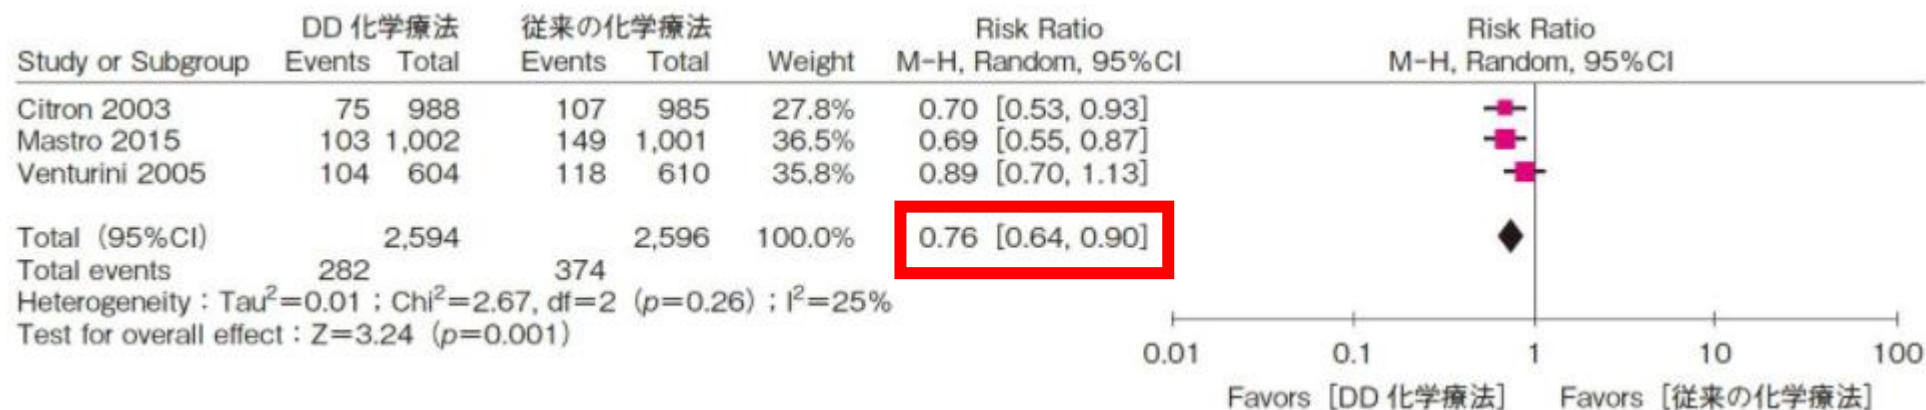 DD 化学療法 従来の化学療法 Risk Ratio Risk Ratio
Study or Subgroup Events Total Events Total Weight M-H, Random, 95%CI M-H, Random, 95%CI
Citron 2003 75 988 107 985 27.8% 0.70 [0.53, 0.93]
Mastro 2015 103 1,002 149 1,001 36.5% 0.69 [0.55, 0.87]
Venturini 2005 104 604 118 610 35.8% 0.89 [0.70, 1.13]
Total (95%CI) 2,594 2,596 100.0% 0.76 [0.64, 0.90]
Total events 282 374
Heterogeneity：Tau²=0.01；Chi²=2.67, df=2 (p=0.26)；I²=25%
Test for overall effect：Z=3.24 (p=0.001)
0.01 0.1 1 10 100
Favors [DD 化学療法] Favors [従来の化学療法]